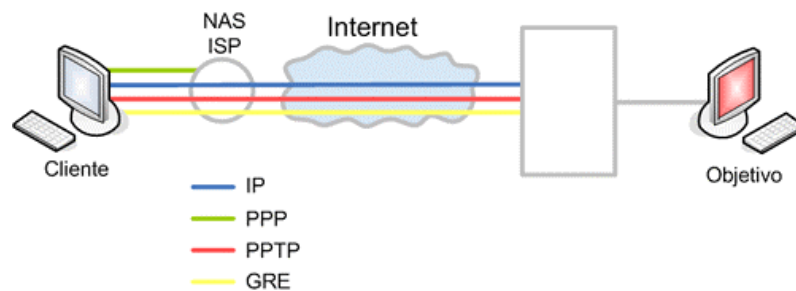 NAS
ISP
Internet
Cliente
Objetivo
IP
PPP
PPTP
GRE